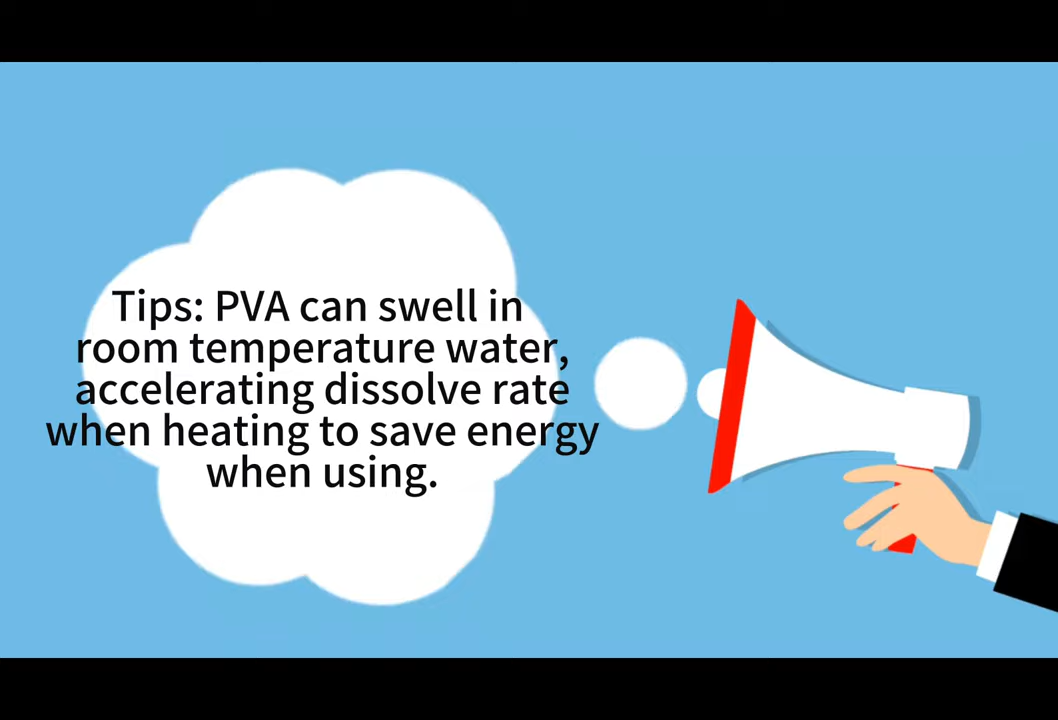 Tips: PVA can swell in
room temperature water,
accelerating dissolve rate
when heating to save energy
when using.